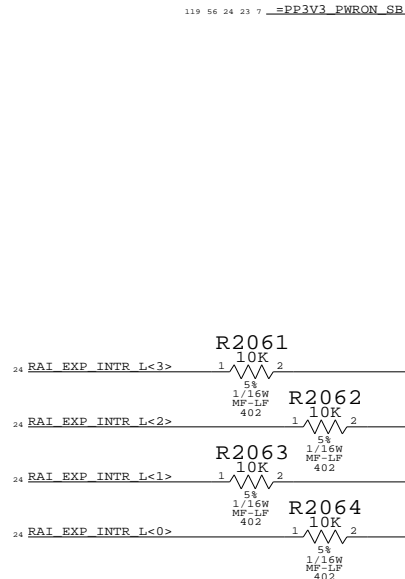 119 56 24 23 7 =PP3V3_PWRON_SB
R2061
10K
24 RAI_EXP_INTR_L<3> 1 2
5%
1/16W
MF-LF
402
R2062
10K
24 RAI_EXP_INTR_L<2> 1 2
5%
1/16W
MF-LF
402
R2063
10K
24 RAI_EXP_INTR_L<1> 1 2
5%
1/16W
MF-LF
402
R2064
10K
24 RAI_EXP_INTR_L<0> 1 2
5%
1/16W
MF-LF
402